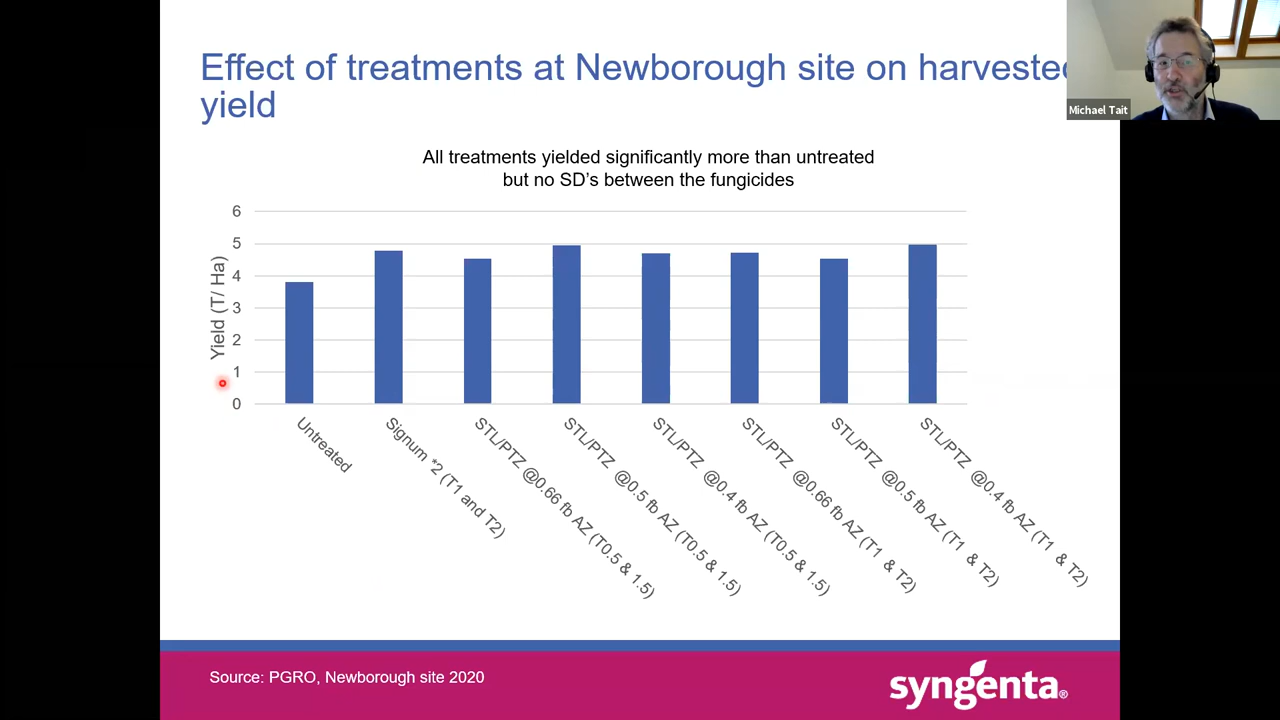 Effect of treatments at Newborough site on harvested
yield
Michael Tait
All treatments yielded significantly more than untreated
but no SD's between the fungicides
Yield (T/ Ha)
6
5
4
3
2
1
0
Untreated
Signum *2 (T1 and T2)
STL/PTZ @0.66 fb AZ (T0.5 & 1.5)
STL/PTZ @0.5 fb AZ (T0.5 & 1.5)
STL/PTZ @0.4 fb AZ (T0.5 & 1.5)
STL/PTZ @0.66 fb AZ (T1 & T2)
STL/PTZ @0.5 fb AZ (T1 & T2)
STL/PTZ @0.4 fb AZ (T1 & T2)
Source: PGRO, Newborough site 2020
syngenta®